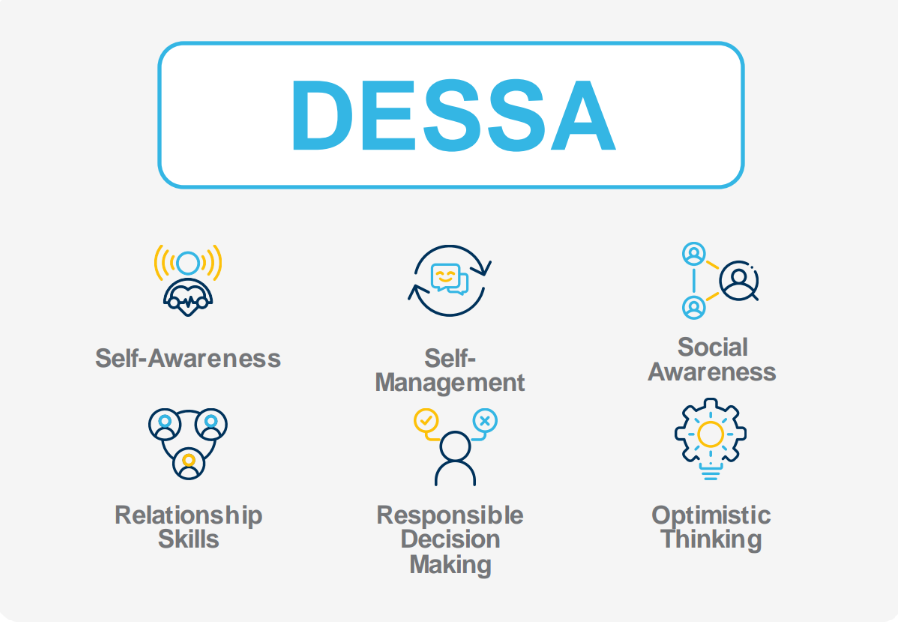 DESSA
Self-Awareness
Self-
Management
Social
Awareness
Relationship
Skills
Responsible
Decision
Making
Optimistic
Thinking